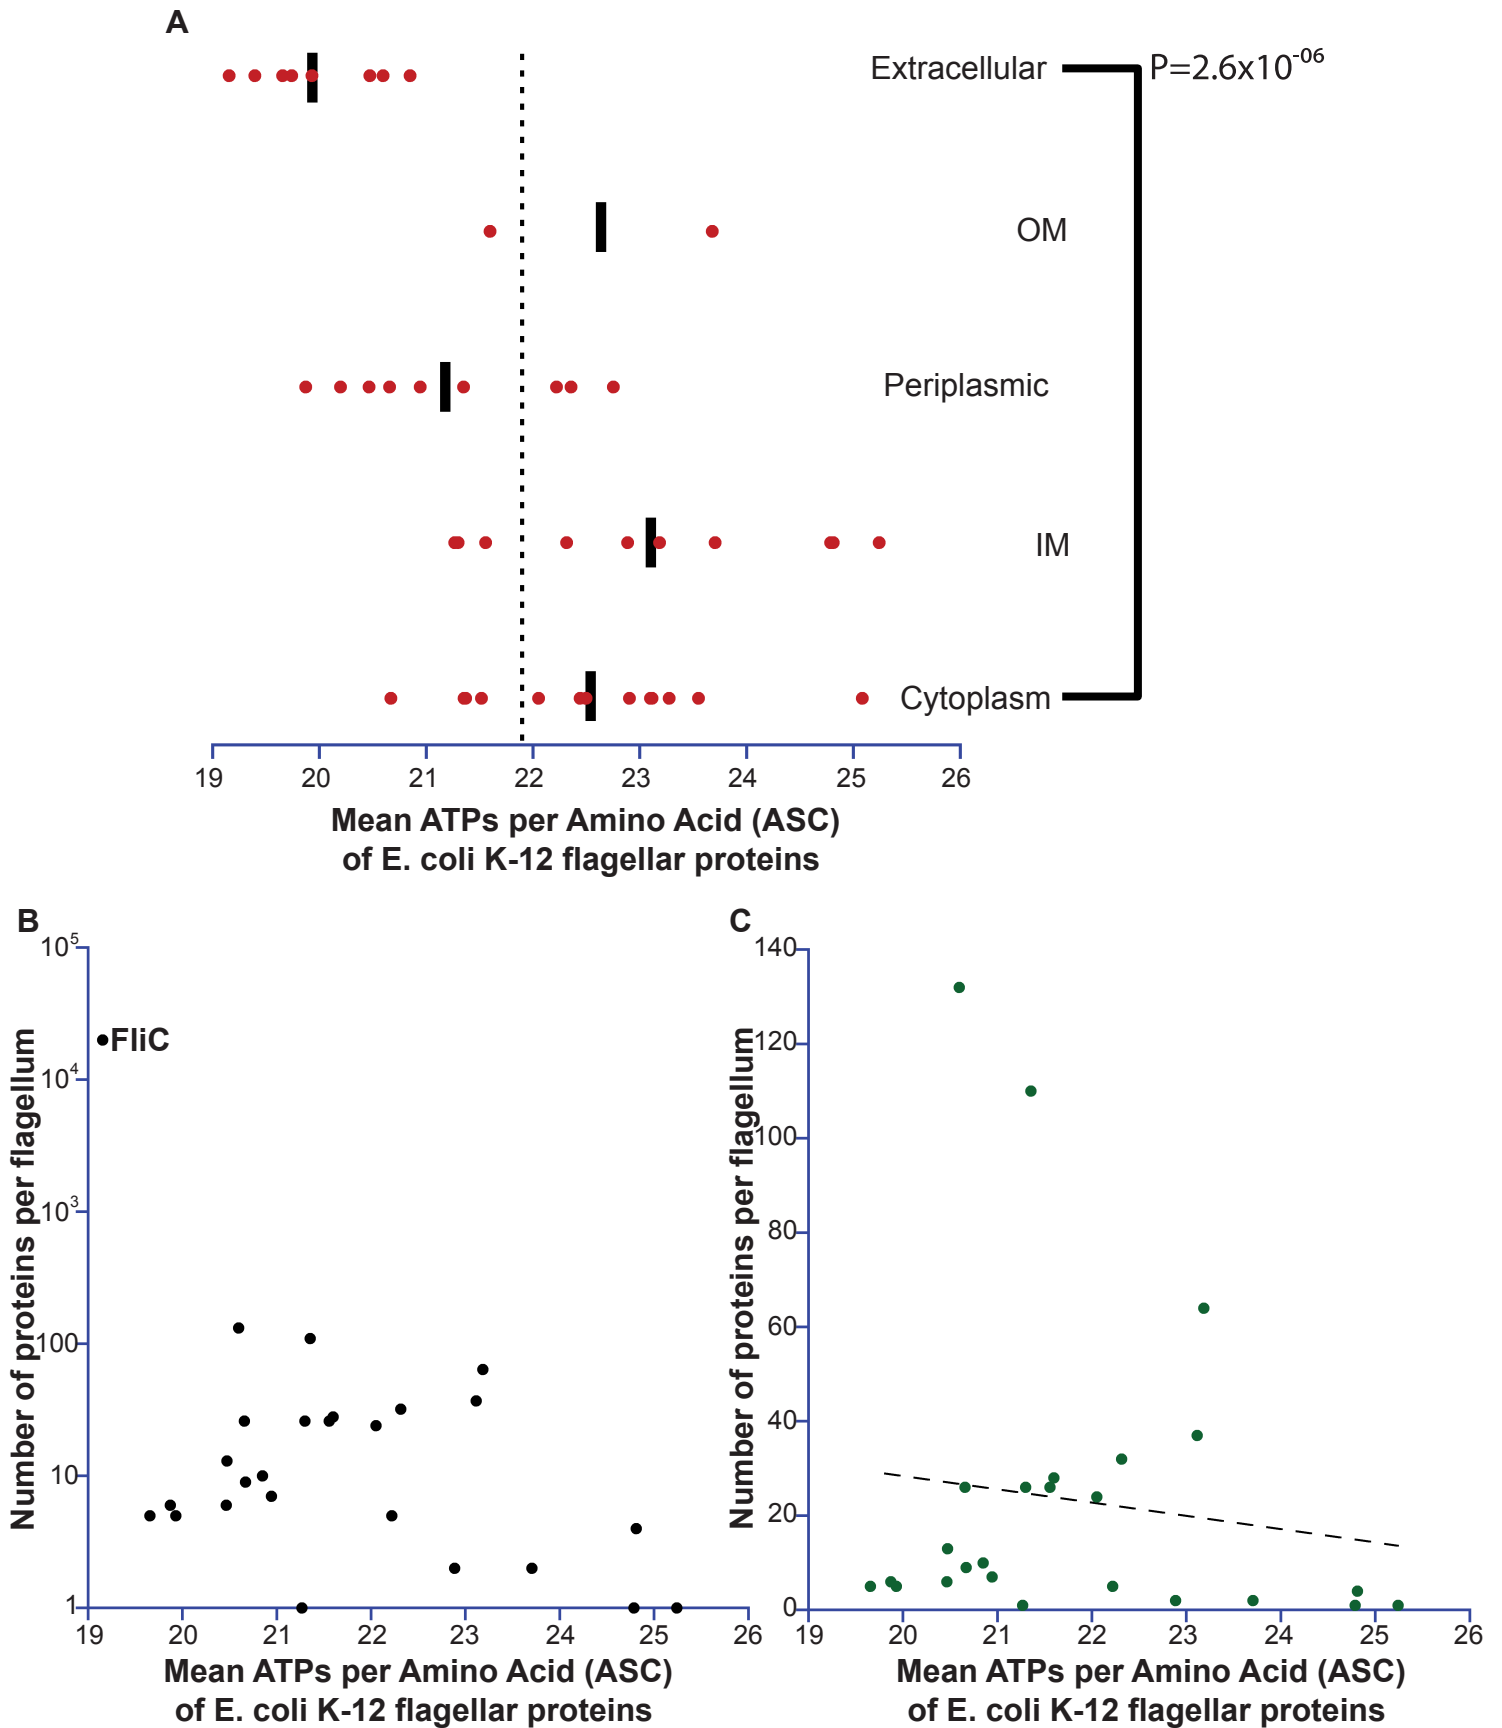 A
Extracellular
P=2.6x10-06
OM
Periplasmic
IM
Cytoplasm
19 20 21 22 23 24 25 26
Mean ATPs per Amino Acid (ASC)
of E. coli K-12 flagellar proteins
B
Number of proteins per flagellum
105
104
103
100
10
1
FliC
19 20 21 22 23 24 25 26
Mean ATPs per Amino Acid (ASC)
of E. coli K-12 flagellar proteins
C
Number of proteins per flagellum
140
120
100
80
60
40
20
0
19 20 21 22 23 24 25 26
Mean ATPs per Amino Acid (ASC)
of E. coli K-12 flagellar proteins